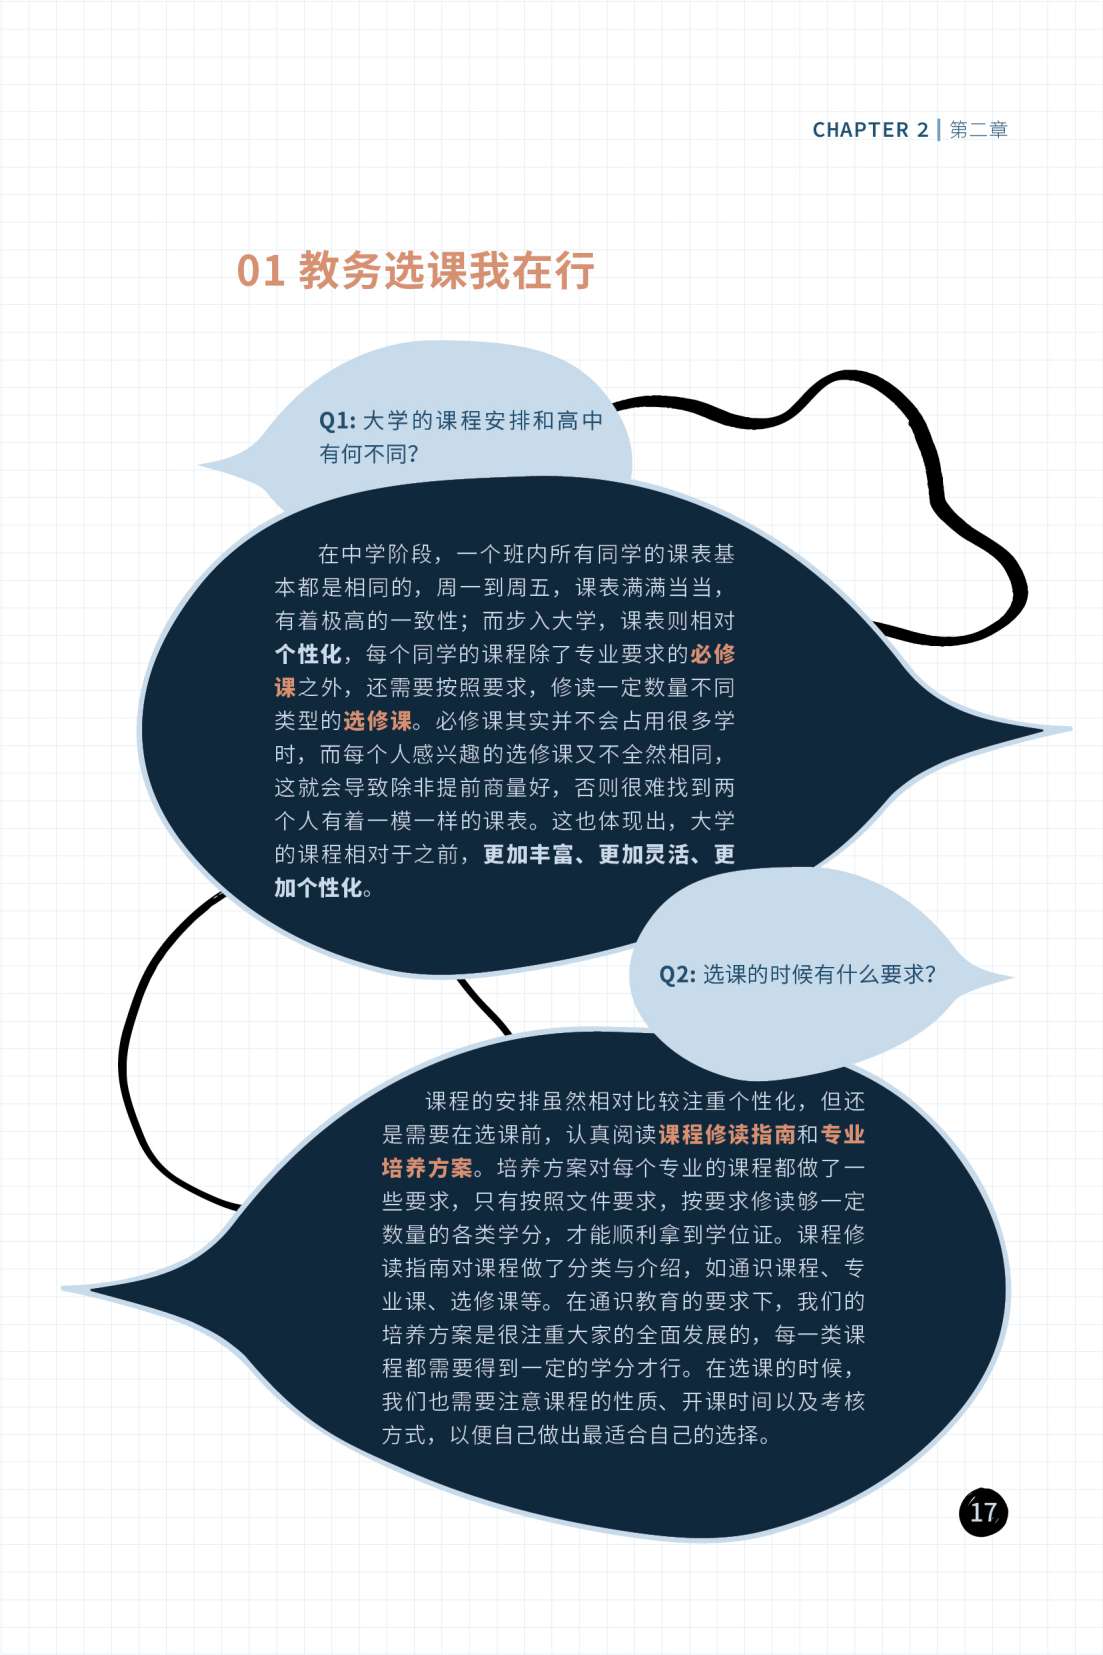 CHAPTER 2 | 第二章
01 教务选课我在行
Q1: 大学的课程安排和高中
有何不同?
在中学阶段，一个班内所有同学的课表基
本都是相同的，周一到周五，课表满满当当，
有着极高的一致性；而步入大学，课表则相对
个性化，每个同学的课程除了专业要求的必修
课之外，还需要按照要求，修读一定数量不同
类型的选修课。必修课其实并不会占用很多学
时，而每个人感兴趣的选修课又不全然相同，
这就会导致除非提前商量好，否则很难找到两
个人有着一模一样的课表。这也体现出，大学
的课程相对于之前，更加丰富、更加灵活、更
加个性化。
Q2: 选课的时候有什么要求?
课程的安排虽然相对比较注重个性化，但还
是需要在选课前，认真阅读课程修读指南和专业
培养方案。培养方案对每个专业的课程都做了一
些要求，只有按照文件要求，按要求修读够一定
数量的各类学分，才能顺利拿到学位证。课程修
读指南对课程做了分类与介绍，如通识课程、专
业课、选修课等。在通识教育的要求下，我们的
培养方案是很注重大家的全面发展的，每一类课
程都需要得到一定的学分才行。在选课的时候，
我们也需要注意课程的性质、开课时间以及考核
方式，以便自己做出最适合自己的选择。
17